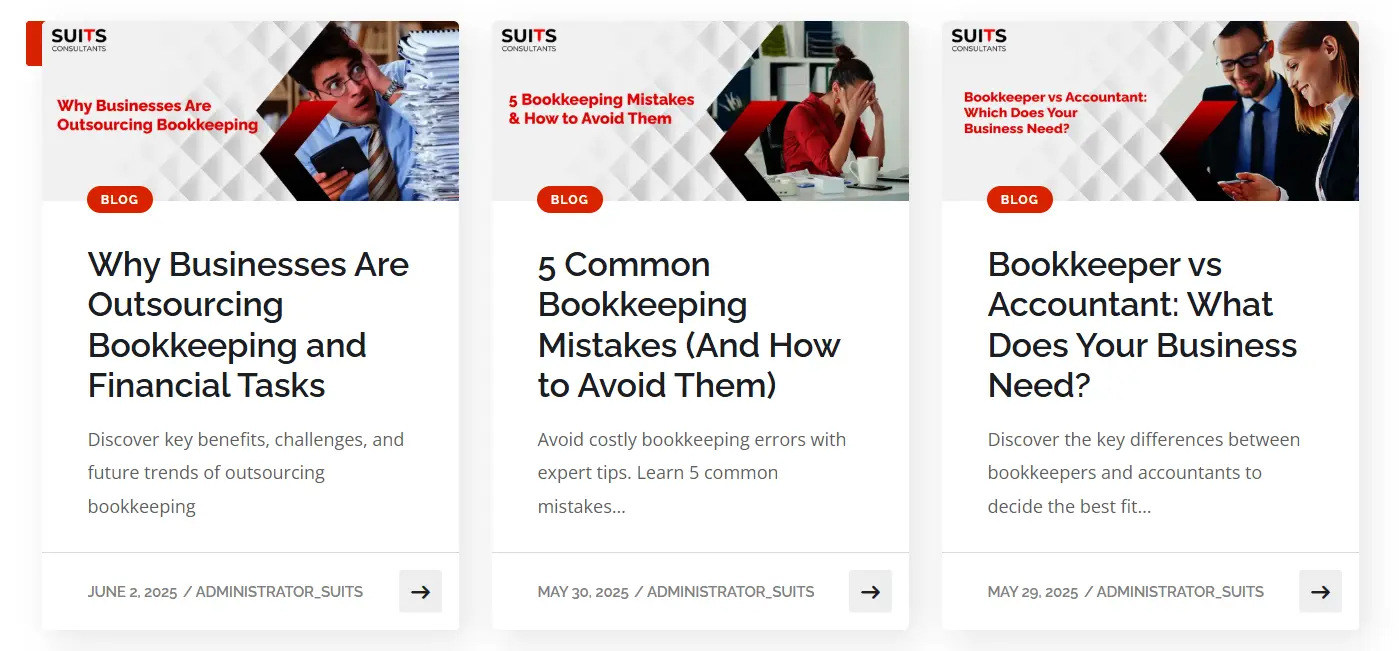 SUITS
CONSULTANTS
Why Businesses Are
Outsourcing Bookkeeping
BLOG
Why Businesses Are
Outsourcing
Bookkeeping and
Financial Tasks
Discover key benefits, challenges, and
future trends of outsourcing
bookkeeping
JUNE 2, 2025 / ADMINISTRATOR_SUITS
SUITS
CONSULTANTS
5 Bookkeeping Mistakes
& How to Avoid Them
BLOG
5 Common
Bookkeeping
Mistakes (And How
to Avoid Them)
Avoid costly bookkeeping errors with
expert tips. Learn 5 common
mistakes...
MAY 30, 2025 / ADMINISTRATOR_SUITS
SUITS
CONSULTANTS
Bookkeeper vs Accountant:
Which Does Your
Business Need?
BLOG
Bookkeeper vs
Accountant: What
Does Your Business
Need?
Discover the key differences between
bookkeepers and accountants to
decide the best fit...
MAY 29, 2025 / ADMINISTRATOR_SUITS